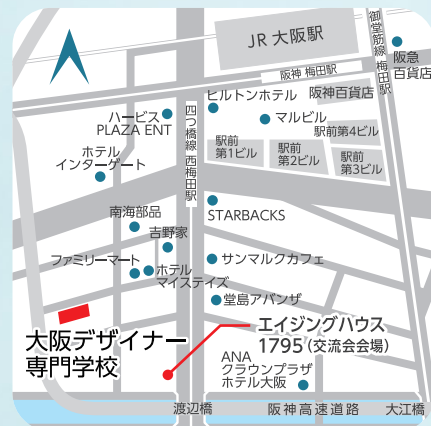 JR 大阪駅
御堂筋線 梅田駅
阪急
百貨店
阪神 梅田駅
阪神百貨店
ヒルトンホテル
マルビル
駅前第4ビル
ハービス
PLAZA ENT
四つ橋線 西梅田駅
駅前
第1ビル
駅前
第2ビル
駅前
第3ビル
ホテル
インターゲート
STARBACKS
南海部品
吉野家
ファミリーマート
ホテル
マイステイズ
サンマルクカフェ
堂島アバンザ
大阪デザイナー
専門学校
エイジングハウス
1795(交流会会場)
ANA
クラウンプラザ
ホテル大阪
渡辺橋
阪神高速道路
大江橋